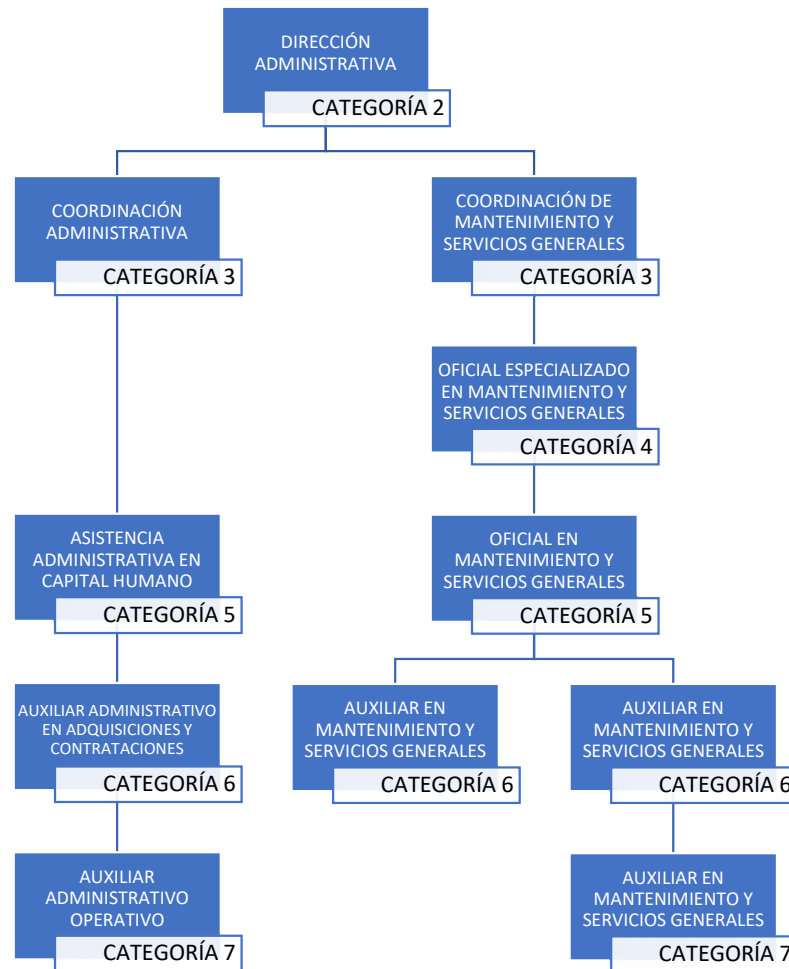 DIRECCIÓN
ADMINISTRATIVA
CATEGORÍA 2
COORDINACIÓN
ADMINISTRATIVA
CATEGORÍA 3
COORDINACIÓN DE
MANTENIMIENTO Y
SERVICIOS GENERALES
CATEGORÍA 3
OFICIAL ESPECIALIZADO
EN MANTENIMIENTO Y
SERVICIOS GENERALES
CATEGORÍA 4
ASISTENCIA
ADMINISTRATIVA EN
CAPITAL HUMANO
CATEGORÍA 5
OFICIAL EN
MANTENIMIENTO Y
SERVICIOS GENERALES
CATEGORÍA 5
AUXILIAR ADMINISTRATIVO
EN ADQUISICIONES Y
CONTRATACIONES
CATEGORÍA 6
AUXILIAR EN
MANTENIMIENTO Y
SERVICIOS GENERALES
CATEGORÍA 6
AUXILIAR EN
MANTENIMIENTO Y
SERVICIOS GENERALES
CATEGORÍA 6
AUXILIAR
ADMINISTRATIVO
OPERATIVO
CATEGORÍA 7
AUXILIAR EN
MANTENIMIENTO Y
SERVICIOS GENERALES
CATEGORÍA 7